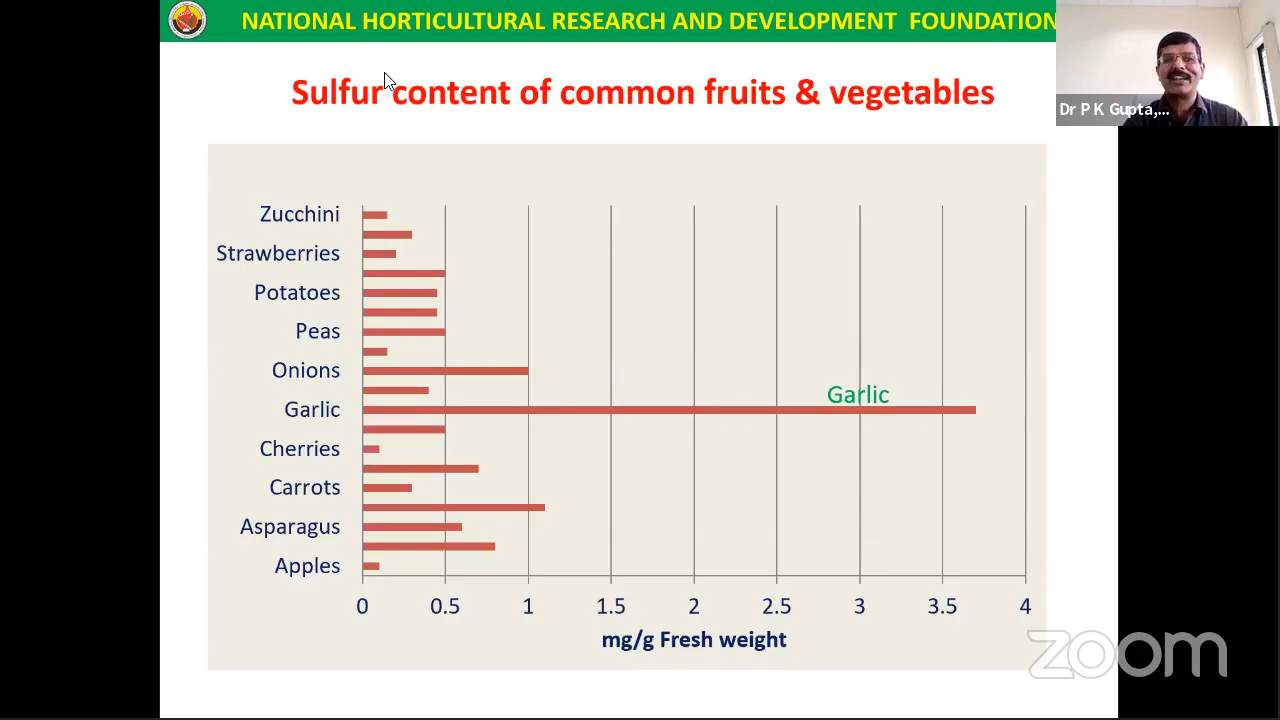 NATIONAL HORTICULTURAL RESEARCH AND DEVELOPMENT FOUNDATION
Dr P K Gupta,...
Sulfur content of common fruits & vegetables
Zucchini
Strawberries
Potatoes
Peas
Onions
Garlic
Garlic
Cherries
Carrots
Asparagus
Apples
0 0.5 1 1.5 2 2.5 3 3.5 4
mg/g Fresh weight
zoom